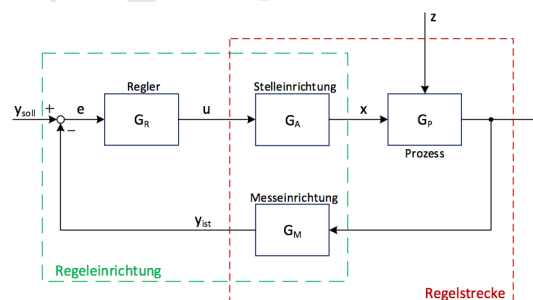 z
Regler
Stelleinrichtung
y_soll
+
e
G_R
u
G_A
x
G_P
−
Prozess
Messeinrichtung
y_ist
G_M
Regeleinrichtung
Regelstrecke